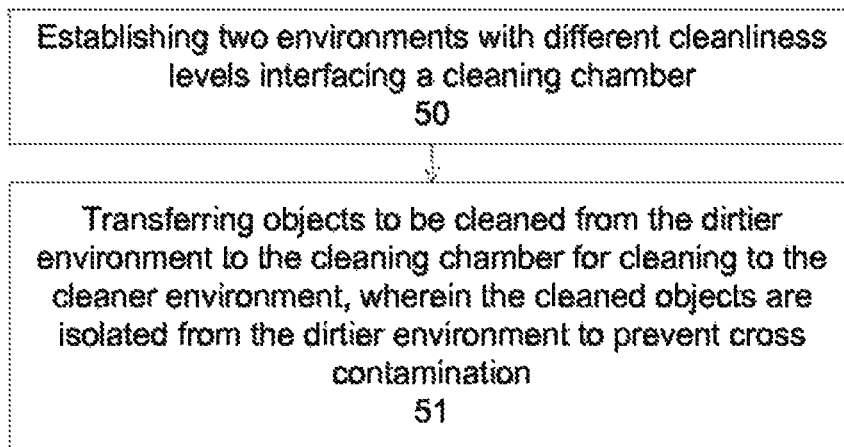 Establishing two environments with different cleanliness
levels interfacing a cleaning chamber
50
Transferring objects to be cleaned from the dirtier
environment to the cleaning chamber for cleaning to the
cleaner environment, wherein the cleaned objects are
isolated from the dirtier environment to prevent cross
contamination
51